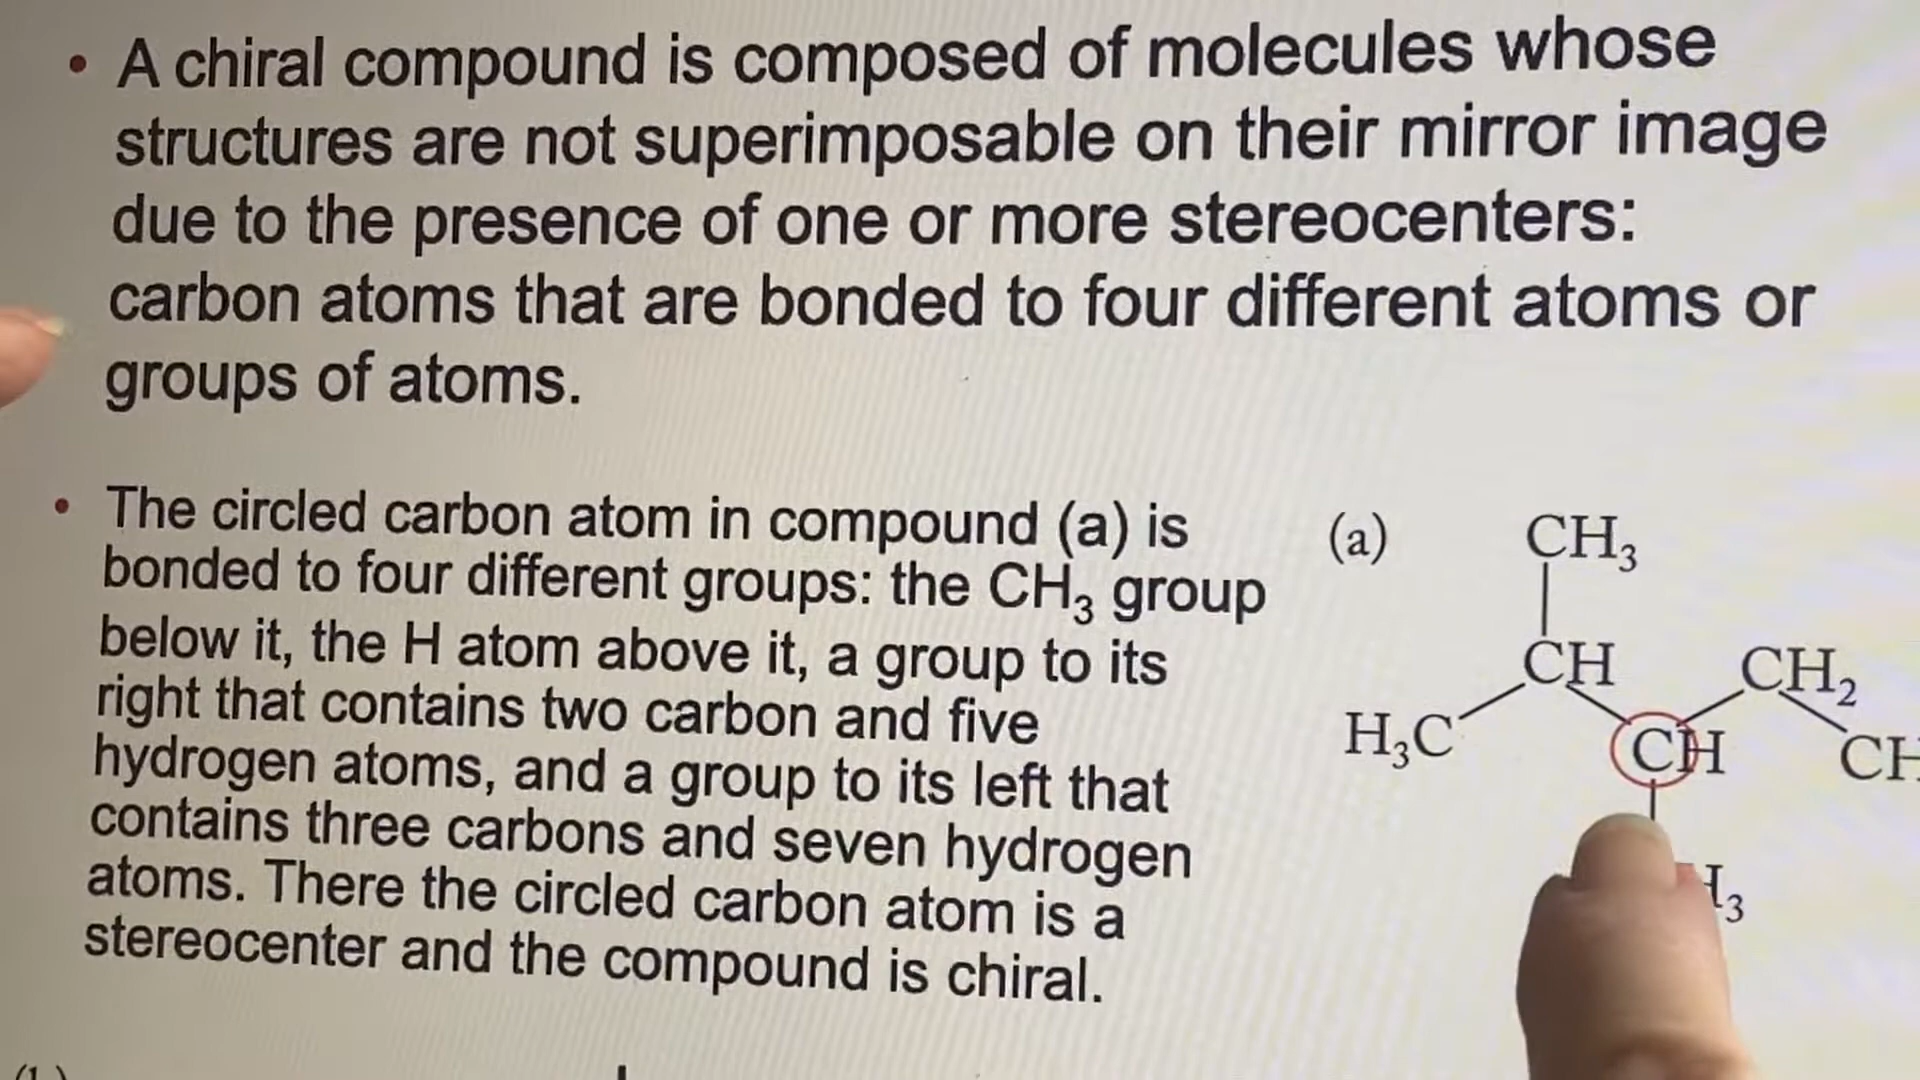 • A chiral compound is composed of molecules whose
structures are not superimposable on their mirror image
due to the presence of one or more stereocenters:
carbon atoms that are bonded to four different atoms or
groups of atoms.
• The circled carbon atom in compound (a) is
bonded to four different groups: the CH₃ group
below it, the H atom above it, a group to its
right that contains two carbon and five
hydrogen atoms, and a group to its left that
contains three carbons and seven hydrogen
atoms. There the circled carbon atom is a
stereocenter and the compound is chiral.
(a)
CH₃
CH CH₂
H₃C CH CH
H₃